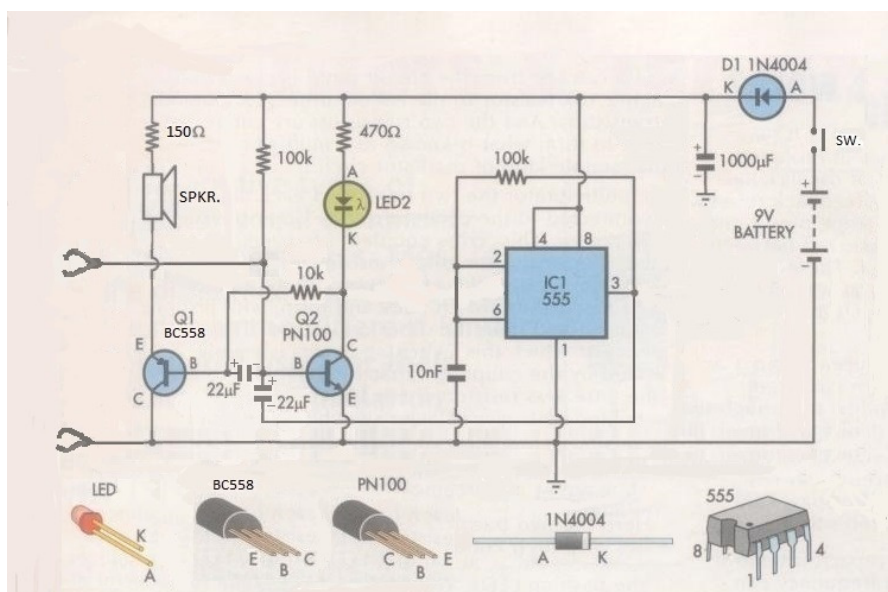 D1 1N4004
K A
150Ω
470Ω
100k
100k
1000µF
SW.
+
-
A
SPKR.
LED2
λ
K
9V
BATTERY
+
-
4 8
2
IC1
555
3
6
1
10k
Q1
BC558
Q2
PN100
E
B
C
+ -
22µF
+
- 22µF
B
C
E
10nF
LED
K
A
BC558
E B C
PN100
C B E
1N4004
A K
555
8 4
1